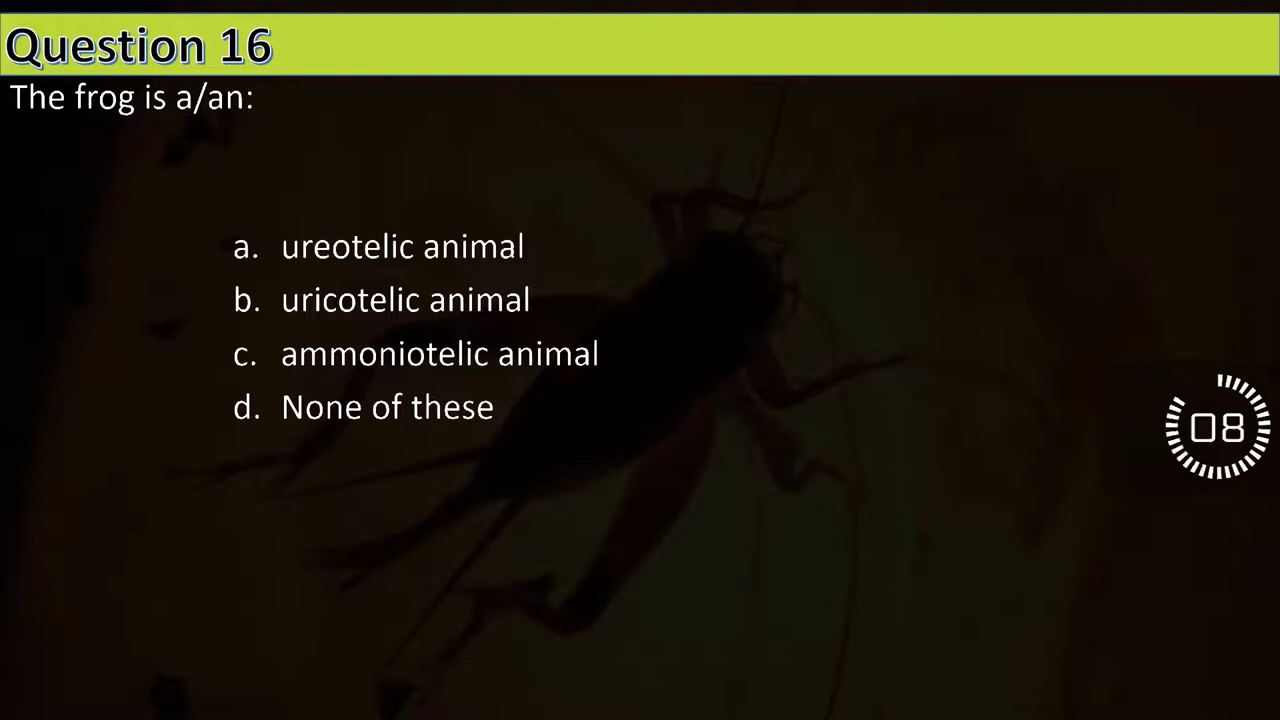 Question 16
The frog is a/an:
a. ureotelic animal
b. uricotelic animal
c. ammoniotelic animal
d. None of these
08